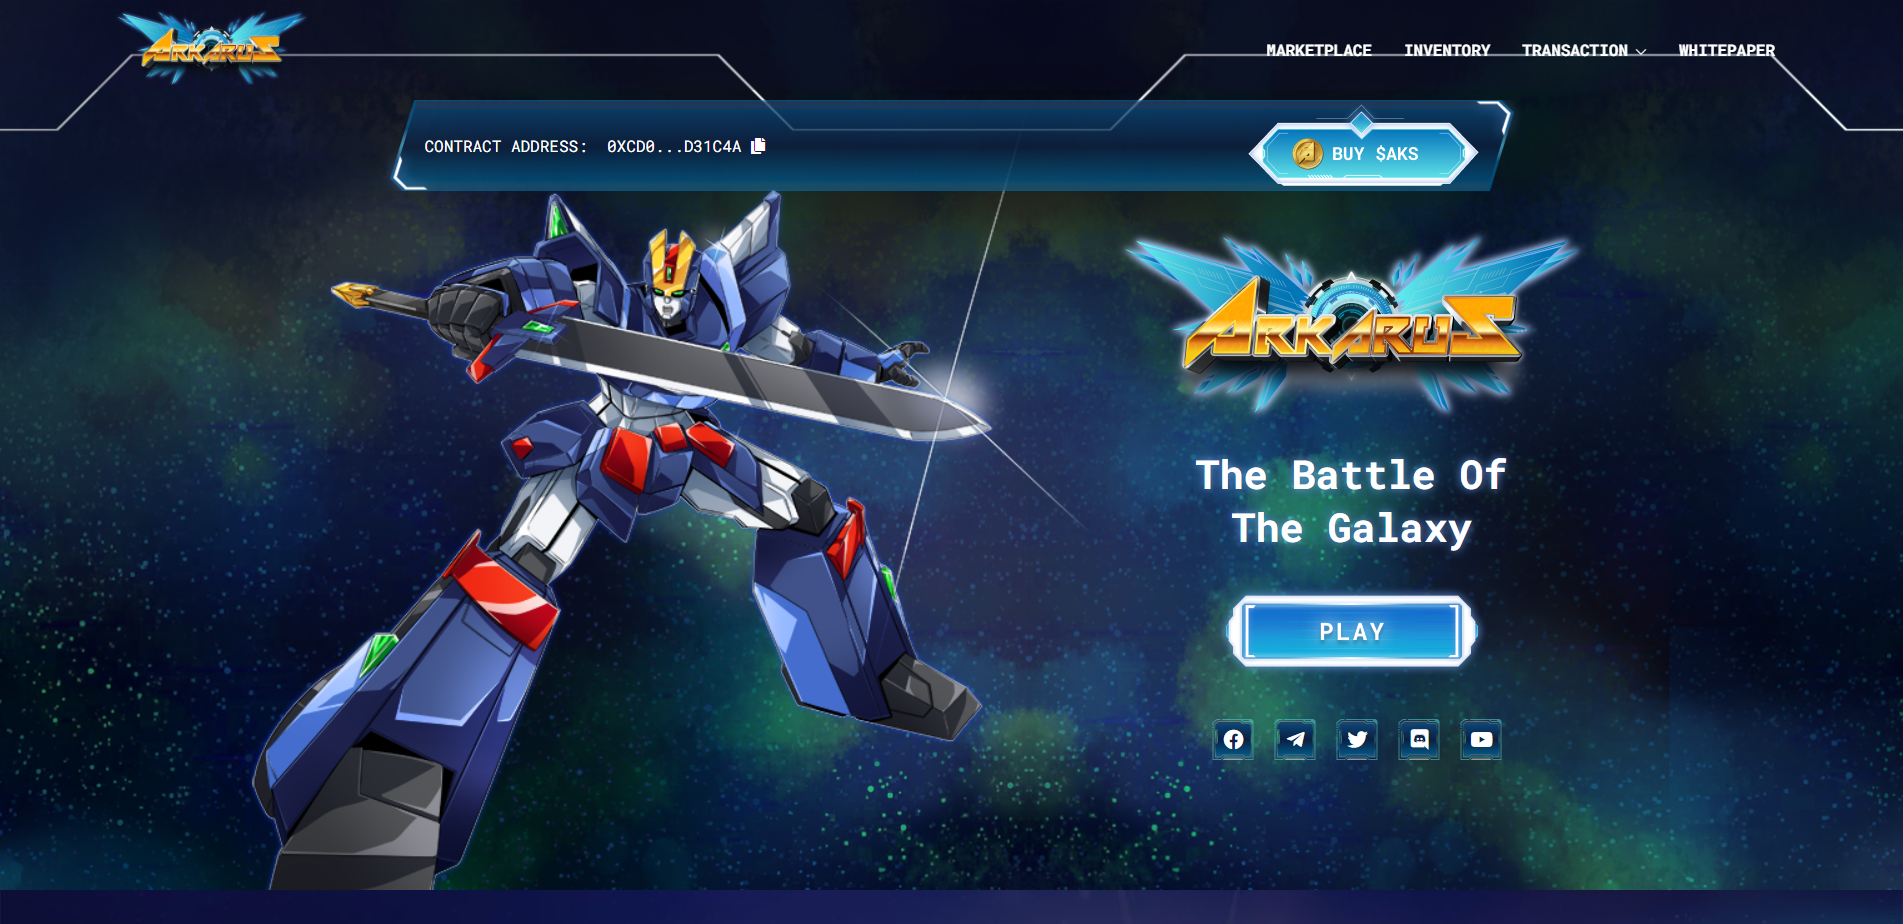 ARKARUS
MARKETPLACE INVENTORY TRANSACTION WHITEPAPER
CONTRACT ADDRESS: 0XCD0...D31C4A
BUY $AKS
ARKARUS
The Battle Of
The Galaxy
PLAY